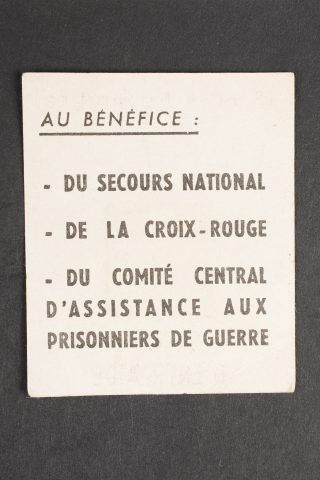 AU BÉNÉFICE :
- DU SECOURS NATIONAL
- DE LA CROIX-ROUGE
- DU COMITÉ CENTRAL
D'ASSISTANCE AUX
PRISONNIERS DE GUERRE